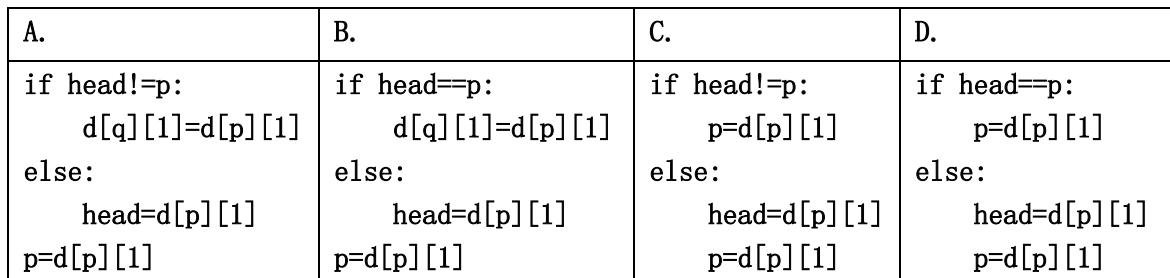 A. B. C. D.
if head!=p: if head==p: if head!=p: if head==p:
d[q][1]=d[p][1] d[q][1]=d[p][1] p=d[p][1] p=d[p][1]
else: else: else: else:
head=d[p][1] head=d[p][1] head=d[p][1] head=d[p][1]
p=d[p][1] p=d[p][1] p=d[p][1] p=d[p][1]